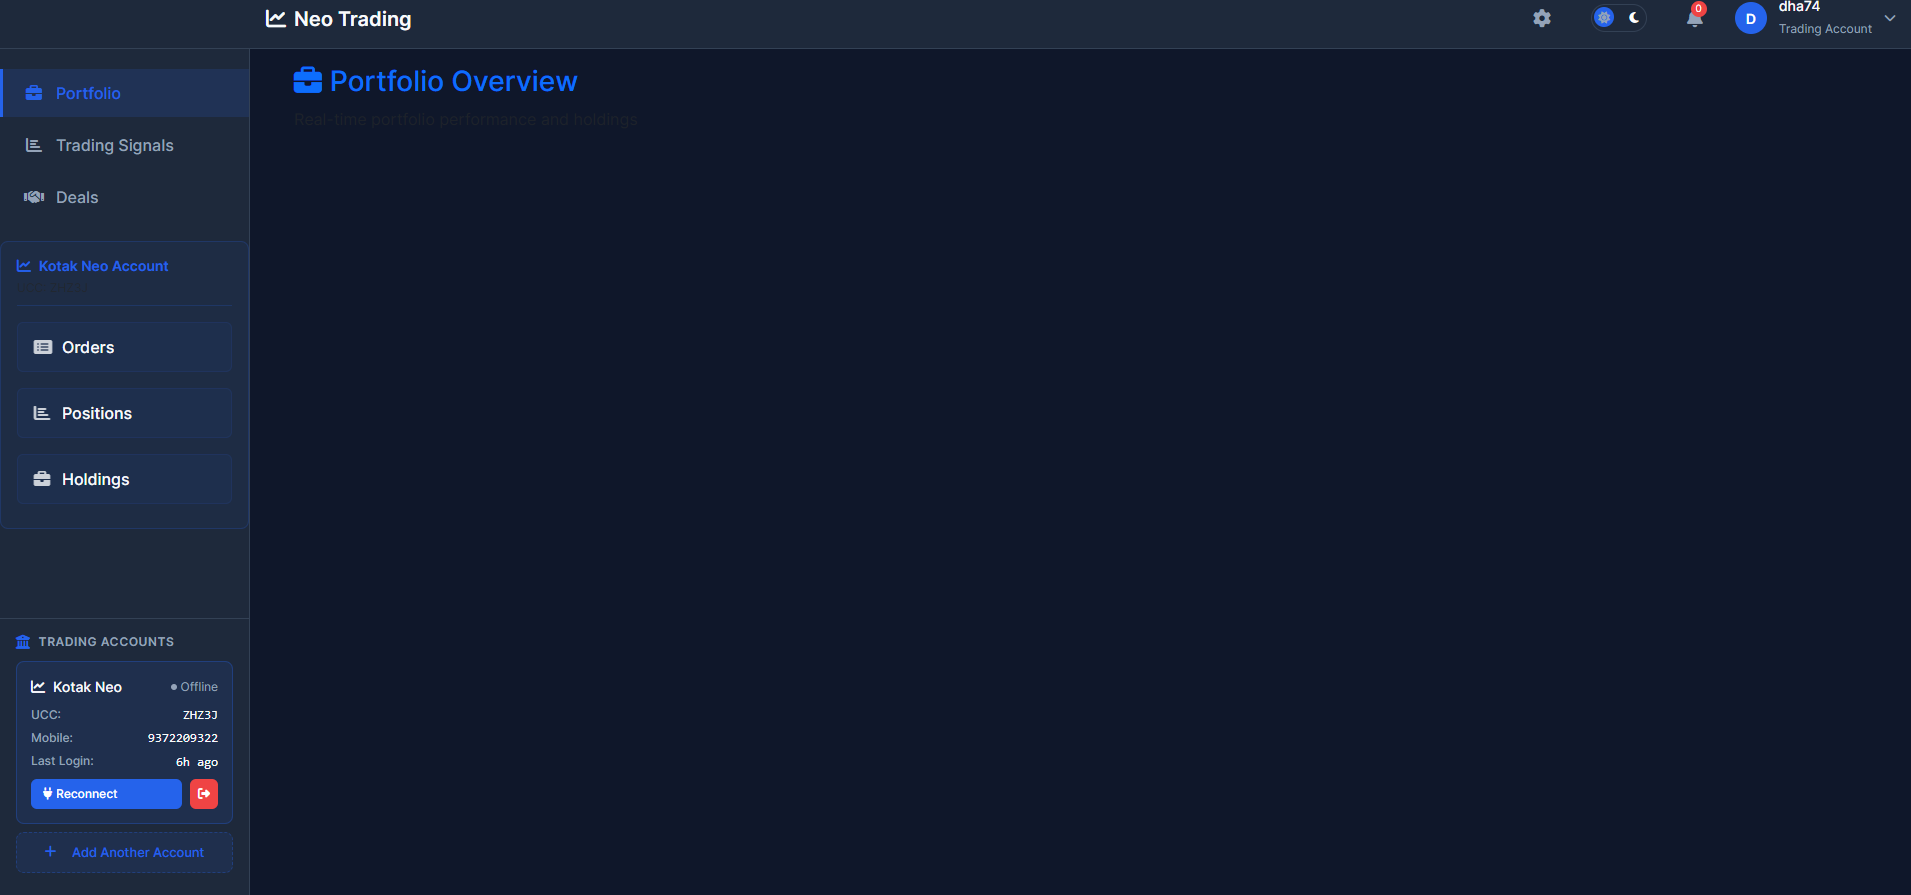 Neo Trading
0
D
dha74
Trading Account
Portfolio
Trading Signals
Deals
Kotak Neo Account
Orders
Positions
Holdings
TRADING ACCOUNTS
Kotak Neo
Offline
UCC: ZHZ3J
Mobile: 9372209322
Last Login: 6h ago
Reconnect
Add Another Account
Portfolio Overview
Real-time portfolio performance and holdings